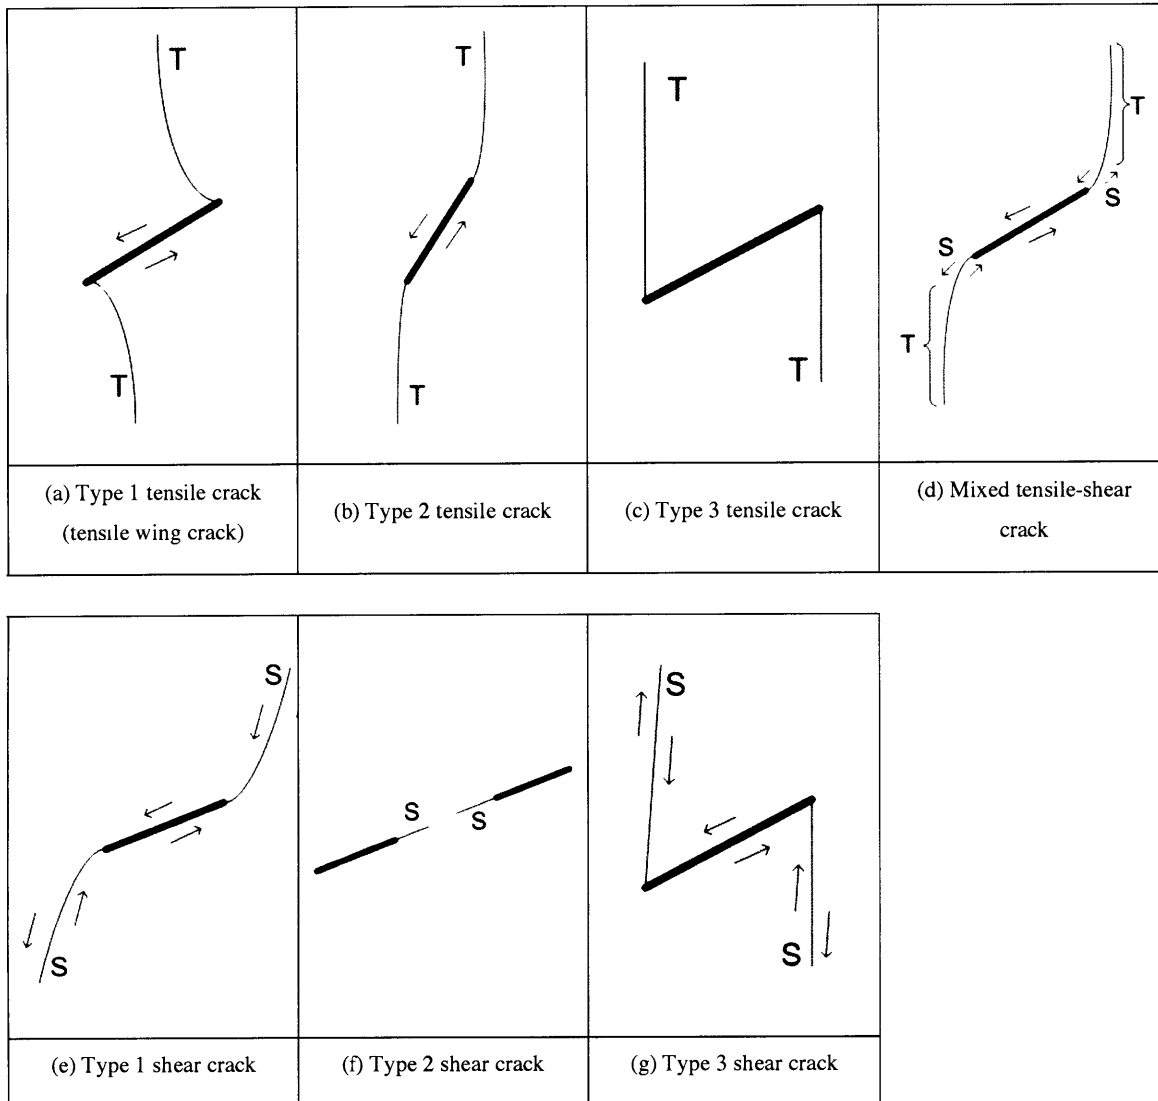 T
T
T
T
T
S
S
T
T
T
T
(a) Type 1 tensile crack
(tensile wing crack)
(b) Type 2 tensile crack
(c) Type 3 tensile crack
(d) Mixed tensile-shear
crack
S
S
S
S
S
S
(e) Type 1 shear crack
(f) Type 2 shear crack
(g) Type 3 shear crack